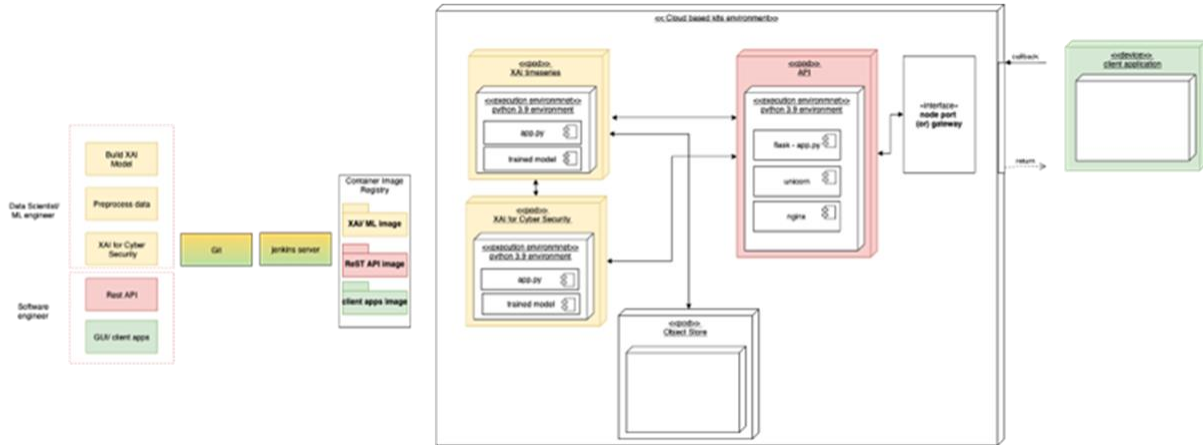 Data Scientist/
ML engineer
Build XAI
Model
Preprocess data
XAI for Cyber
Security
Software
engineer
Rest API
GUI/ client apps
Git
jenkins server
Container Image
Registry
XAI/ ML image
ReST API image
client apps image
<< Cloud based k8s environment>>
<<pod>>
XAI timeseries
<<execution environmnet>>
python 3.9 environment
app.py
trained model
<<pod>>
XAI for Cyber Security
<<execution environmnet>>
python 3.9 environment
app.py
trained model
<<pod>>
Obsect Store
<<pod>>
API
<<execution environmnet>>
python 3.9 environment
flask - app.py
unicorn
nginx
«interface»
node port
(or) gateway
callback
return
<<device>>
client application